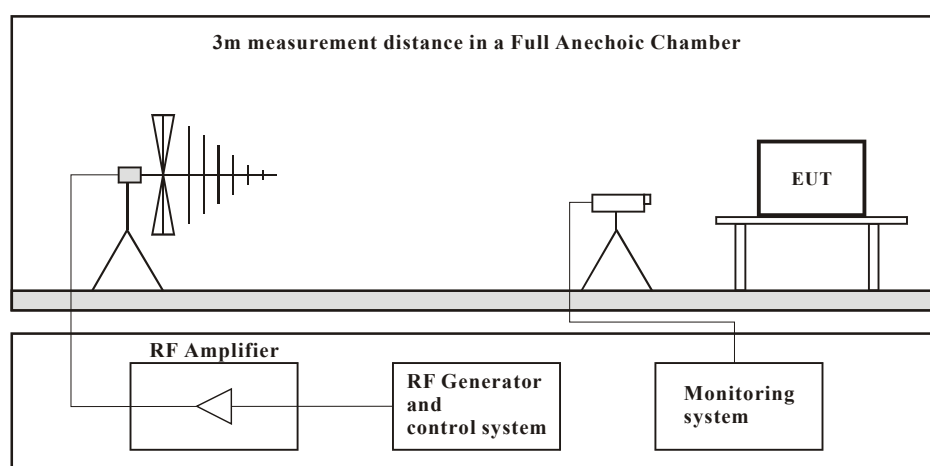 3m measurement distance in a Full Anechoic Chamber
EUT
RF Amplifier
RF Generator
and
control system
Monitoring
system